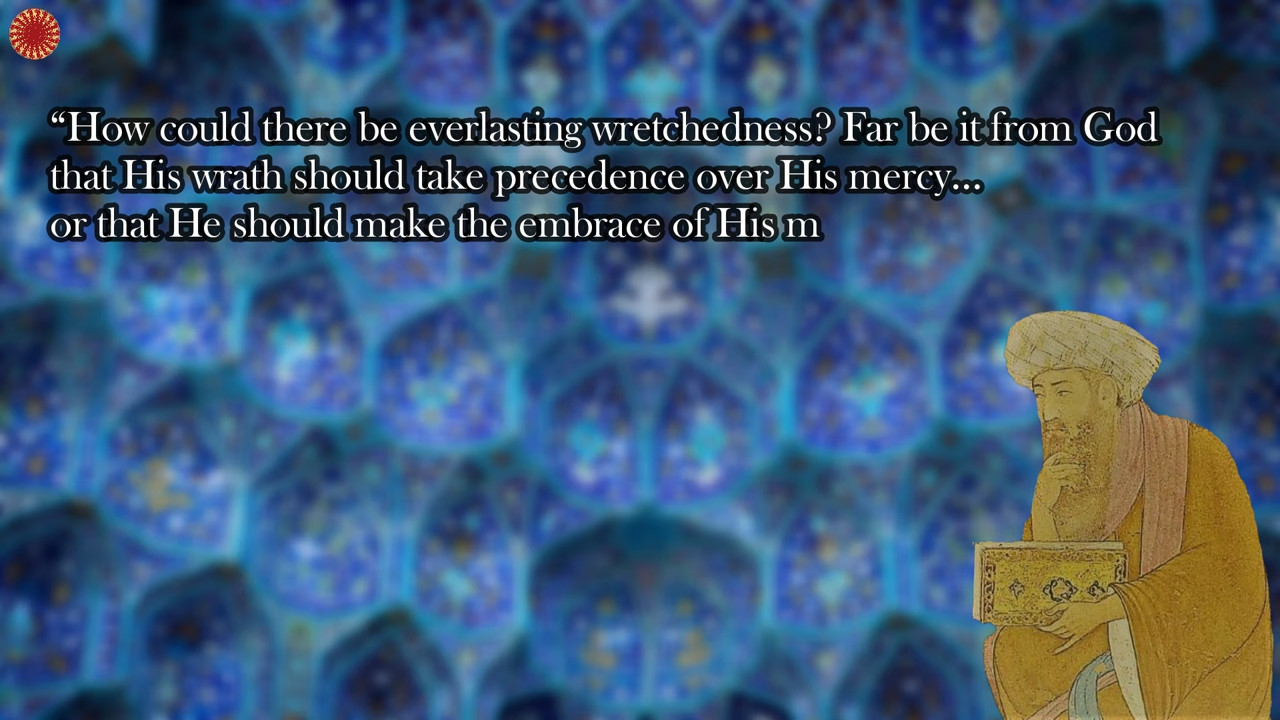 “How could there be everlasting wretchedness? Far be it from God
that His wrath should take precedence over His mercy...
or that He should make the embrace of His m